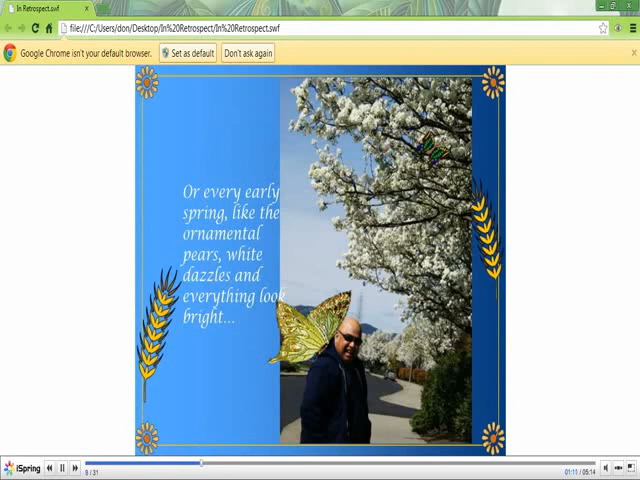 In Retrospect.swf
file:///C:/Users/don/Desktop/In%20Retrospect/In%20Retrospect.swf
Google Chrome isn't your default browser. Set as default Don't ask again
Or every early
spring, like the
ornamental
pears, white
dazzles and
everything look
bright...
iSpring
9 / 31
01:11 / 05:14